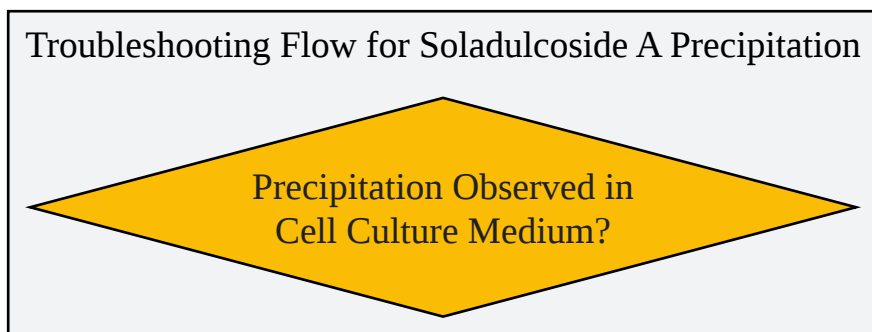 Troubleshooting Flow for Soladulcoside A Precipitation
Precipitation Observed in
Cell Culture Medium?